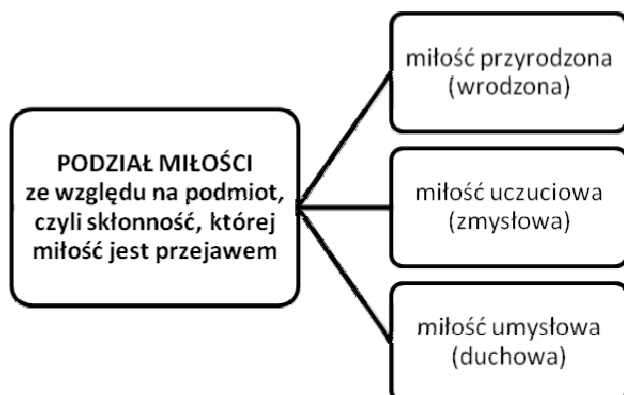 PODZIAŁ MIŁOŚCI
ze względu na podmiot,
czyli skłonność, której
miłość jest przejawem
miłość przyrodzona
(wrodzona)
miłość uczuciowa
(zmysłowa)
miłość umysłowa
(duchowa)